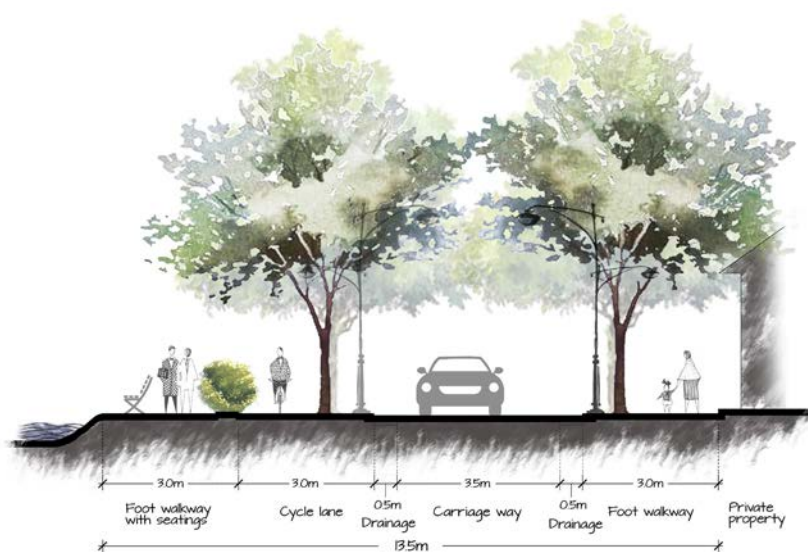 3.0m
3.0m
0.5m
3.5m
0.5m
3.0m
Foot walkway
with seatings
Cycle lane
Drainage
Carriage way
Drainage
Foot walkway
Private
property
13.5m